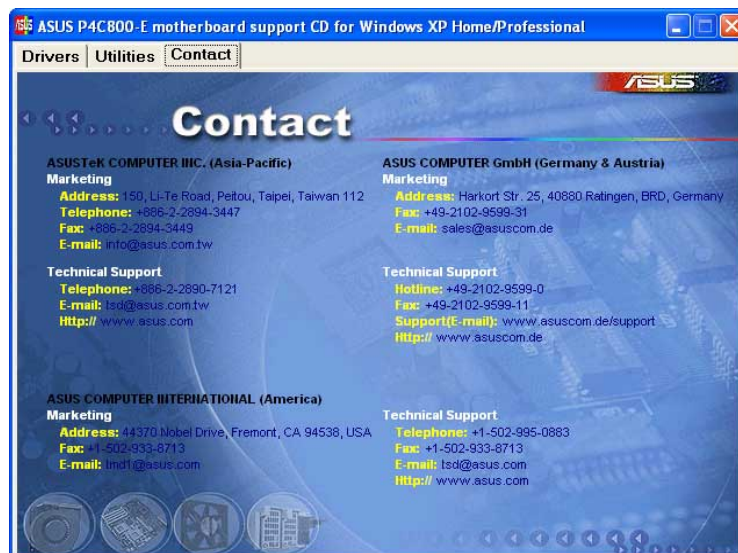 ASUS P4C800-E motherboard support CD for Windows XP Home/Professional
Drivers Utilities Contact
ASUS
Contact
ASUSTeK COMPUTER INC. (Asia-Pacific)
Marketing
Address: 150, Li-Te Road, Peitou, Taipei, Taiwan 112
Telephone: +886-2-2894-3447
Fax: +886-2-2894-3449
E-mail: info@asus.com.tw
Technical Support
Telephone: +886-2-2890-7121
E-mail: tsd@asus.com.tw
Http:// www.asus.com
ASUS COMPUTER GmbH (Germany & Austria)
Marketing
Address: Harkort Str. 25, 40880 Ratingen, BRD, Germany
Fax: +49-2102-9599-31
E-mail: sales@asuscom.de
Technical Support
Hotline: +49-2102-9599-0
Fax: +49-2102-9599-11
Support(E-mail): www.asuscom.de/support
Http:// www.asuscom.de
ASUS COMPUTER INTERNATIONAL (America)
Marketing
Address: 44370 Nobel Drive, Fremont, CA 94538, USA
Fax: +1-502-933-8713
E-mail: tmd1@asus.com
Technical Support
Telephone: +1-502-995-0883
Fax: +1-502-933-8713
E-mail: tsd@asus.com
Http:// www.asus.com